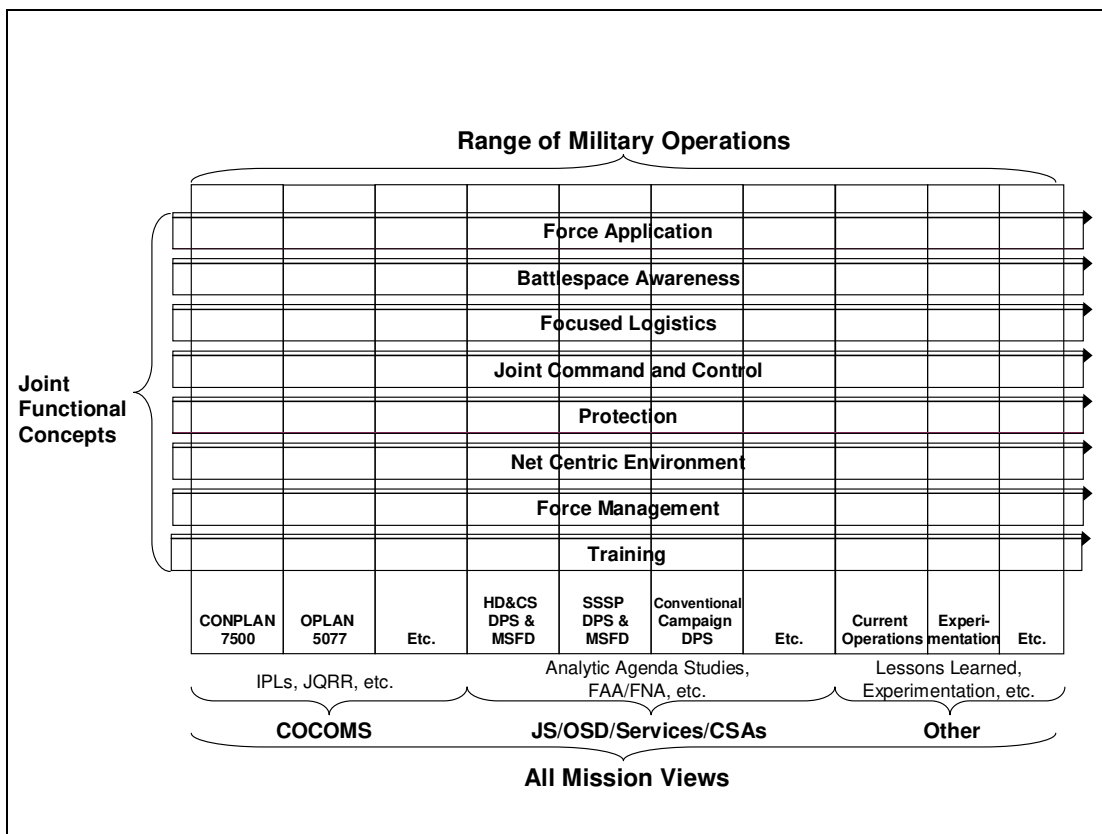 Range of Military Operations
Force Application
Battlespace Awareness
Focused Logistics
Joint Command and Control
Protection
Net Centric Environment
Force Management
Training
Joint
Functional
Concepts
CONPLAN
7500
OPLAN
5077
Etc.
HD&CS
DPS &
MSFD
SSSP
DPS &
MSFD
Conventional
Campaign
DPS
Etc.
Current
Operations
Experi-
mentation
Etc.
IPLs, JQRR, etc.
Analytic Agenda Studies,
FAA/FNA, etc.
Lessons Learned,
Experimentation, etc.
COCOMS
JS/OSD/Services/CSAs
Other
All Mission Views